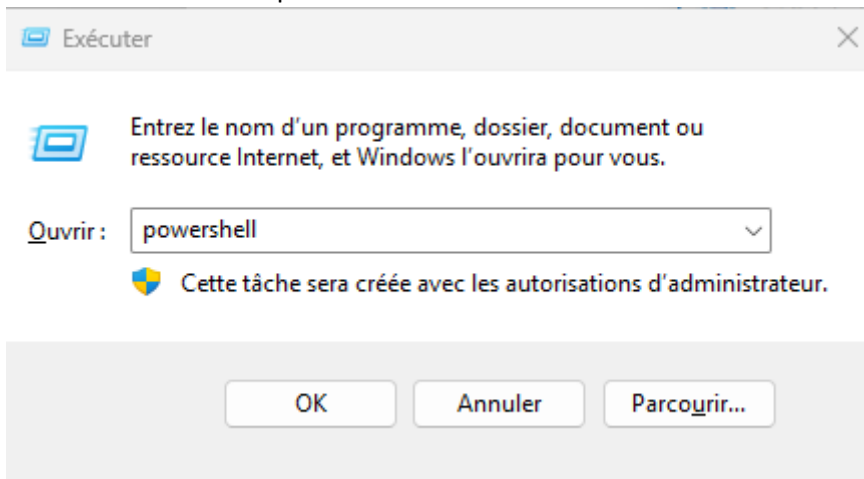 Exécuter
Entrez le nom d'un programme, dossier, document ou
ressource Internet, et Windows l'ouvrira pour vous.
Ouvrir : powershell
Cette tâche sera créée avec les autorisations d'administrateur.
OK Annuler Parcourir...